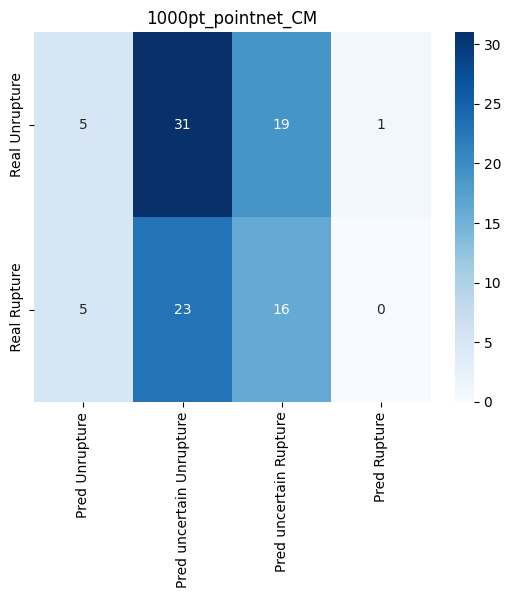 1000pt_pointnet_CM
Real Unrupture
5
31
19
1
Real Rupture
5
23
16
0
Pred Unrupture
Pred uncertain Unrupture
Pred uncertain Rupture
Pred Rupture
30
25
20
15
10
5
0